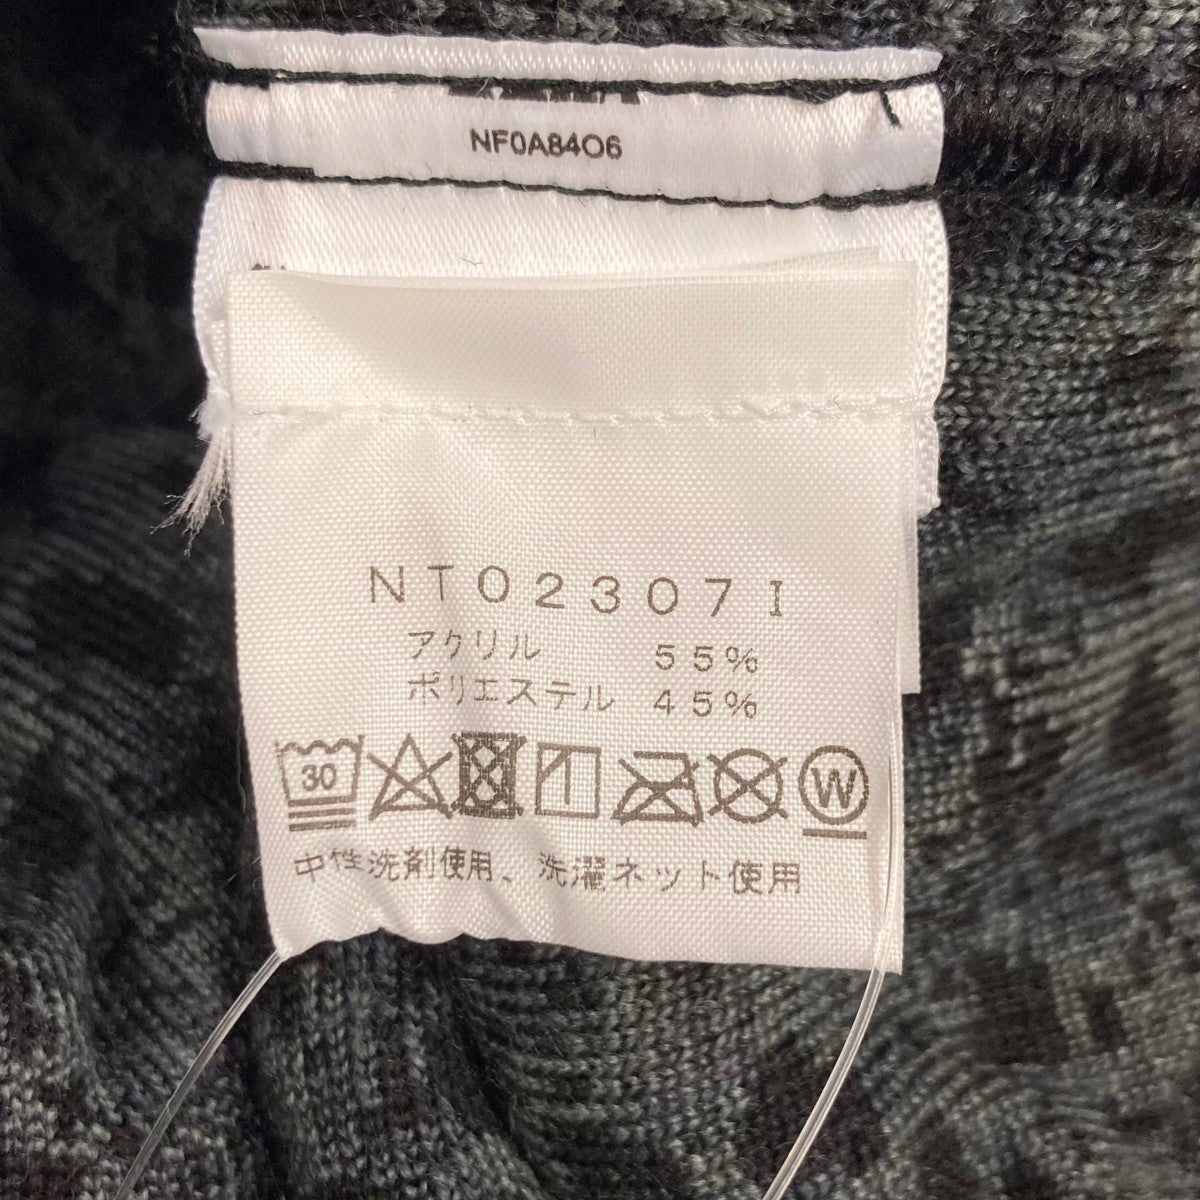 NF0A84O6
NT02307I
アクリル 55%
ポリエステル 45%
30 W
中性洗剤使用、洗濯ネット使用